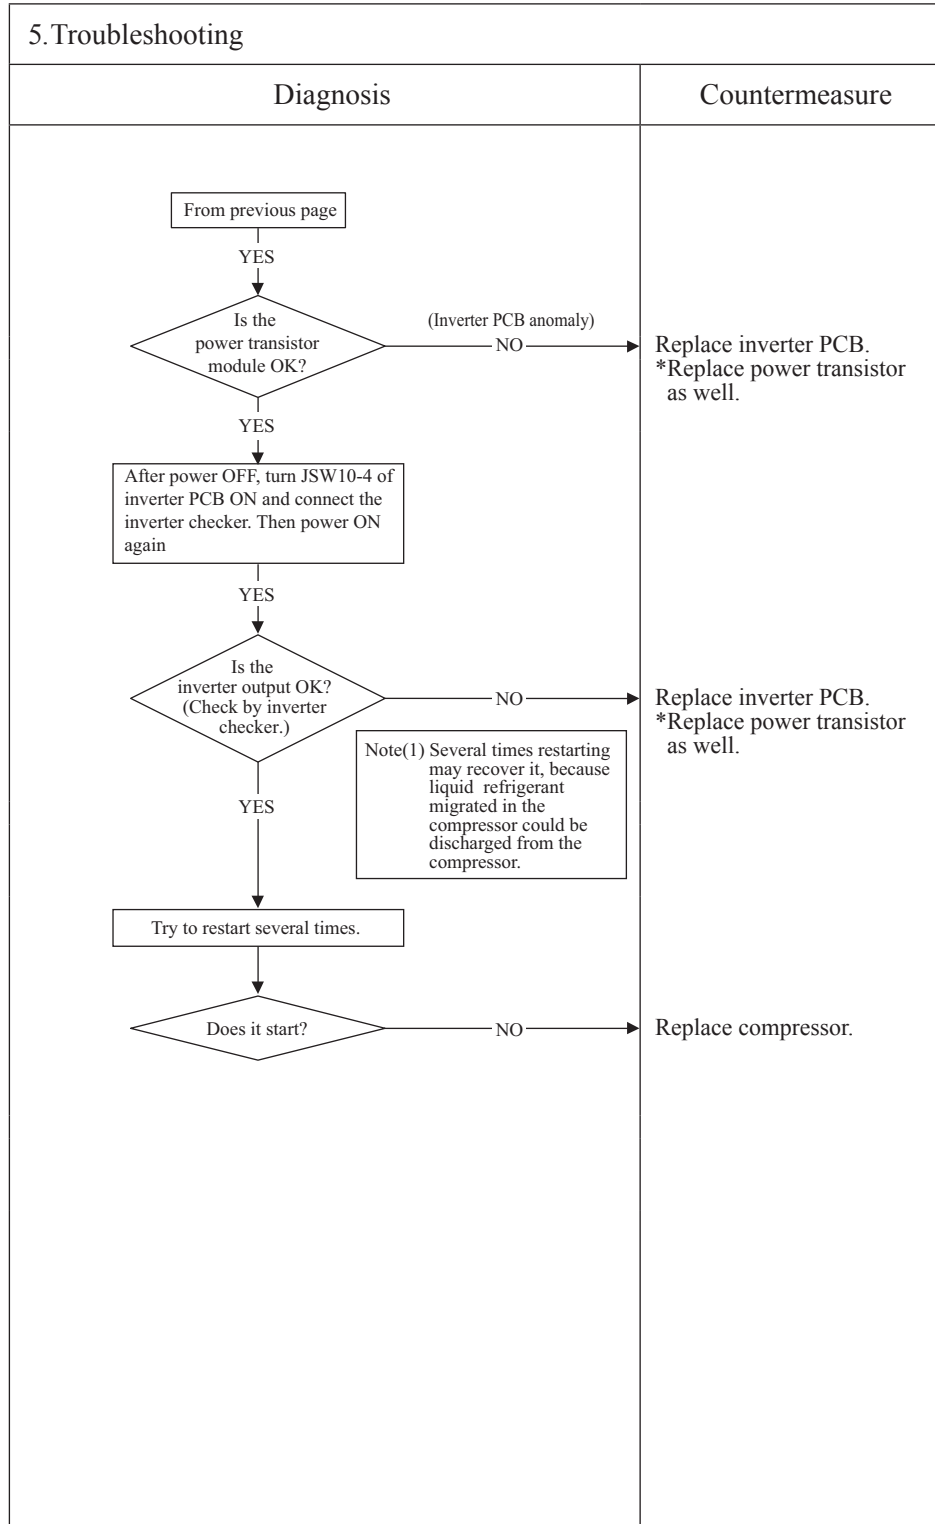 5.Troubleshooting
Diagnosis
Countermeasure
From previous page
YES
Is the
power transistor
module OK?
(Inverter PCB anomaly)
NO
Replace inverter PCB.
*Replace power transistor
as well.
YES
After power OFF, turn JSW10-4 of
inverter PCB ON and connect the
inverter checker. Then power ON
again
YES
Is the
inverter output OK?
(Check by inverter
checker.)
NO
Replace inverter PCB.
*Replace power transistor
as well.
Note(1) Several times restarting
may recover it, because
liquid refrigerant
migrated in the
compressor could be
discharged from the
compressor.
YES
Try to restart several times.
Does it start?
NO
Replace compressor.